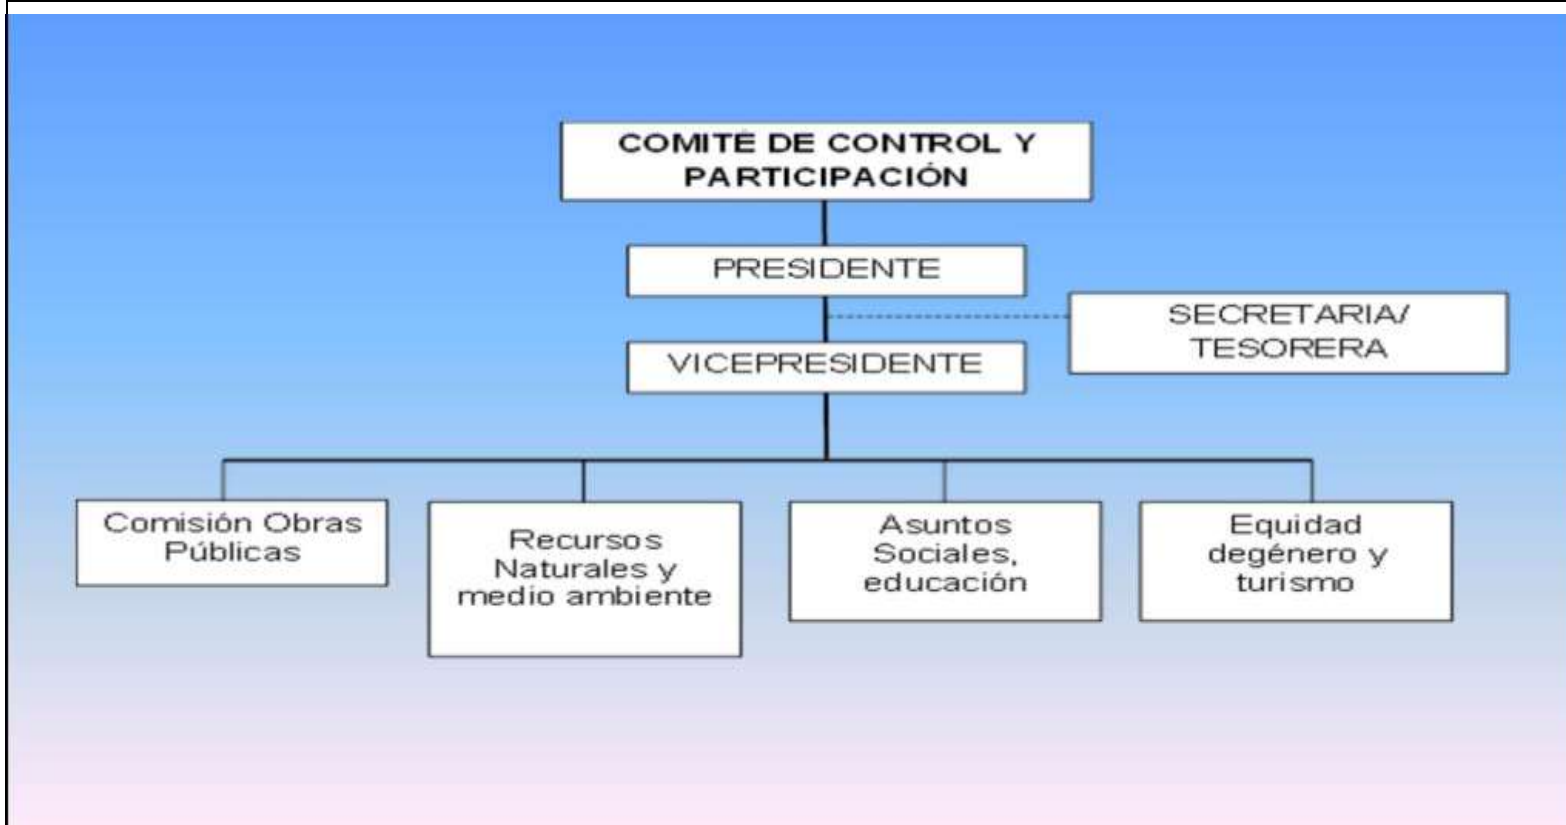 COMITÉ DE CONTROL Y
PARTICIPACIÓN
PRESIDENTE
SECRETARIA/
TESORERA
VICEPRESIDENTE
Comisión Obras
Públicas
Recursos
Naturales y
medio ambiente
Asuntos
Sociales,
educación
Equidad
degénero y
turismo